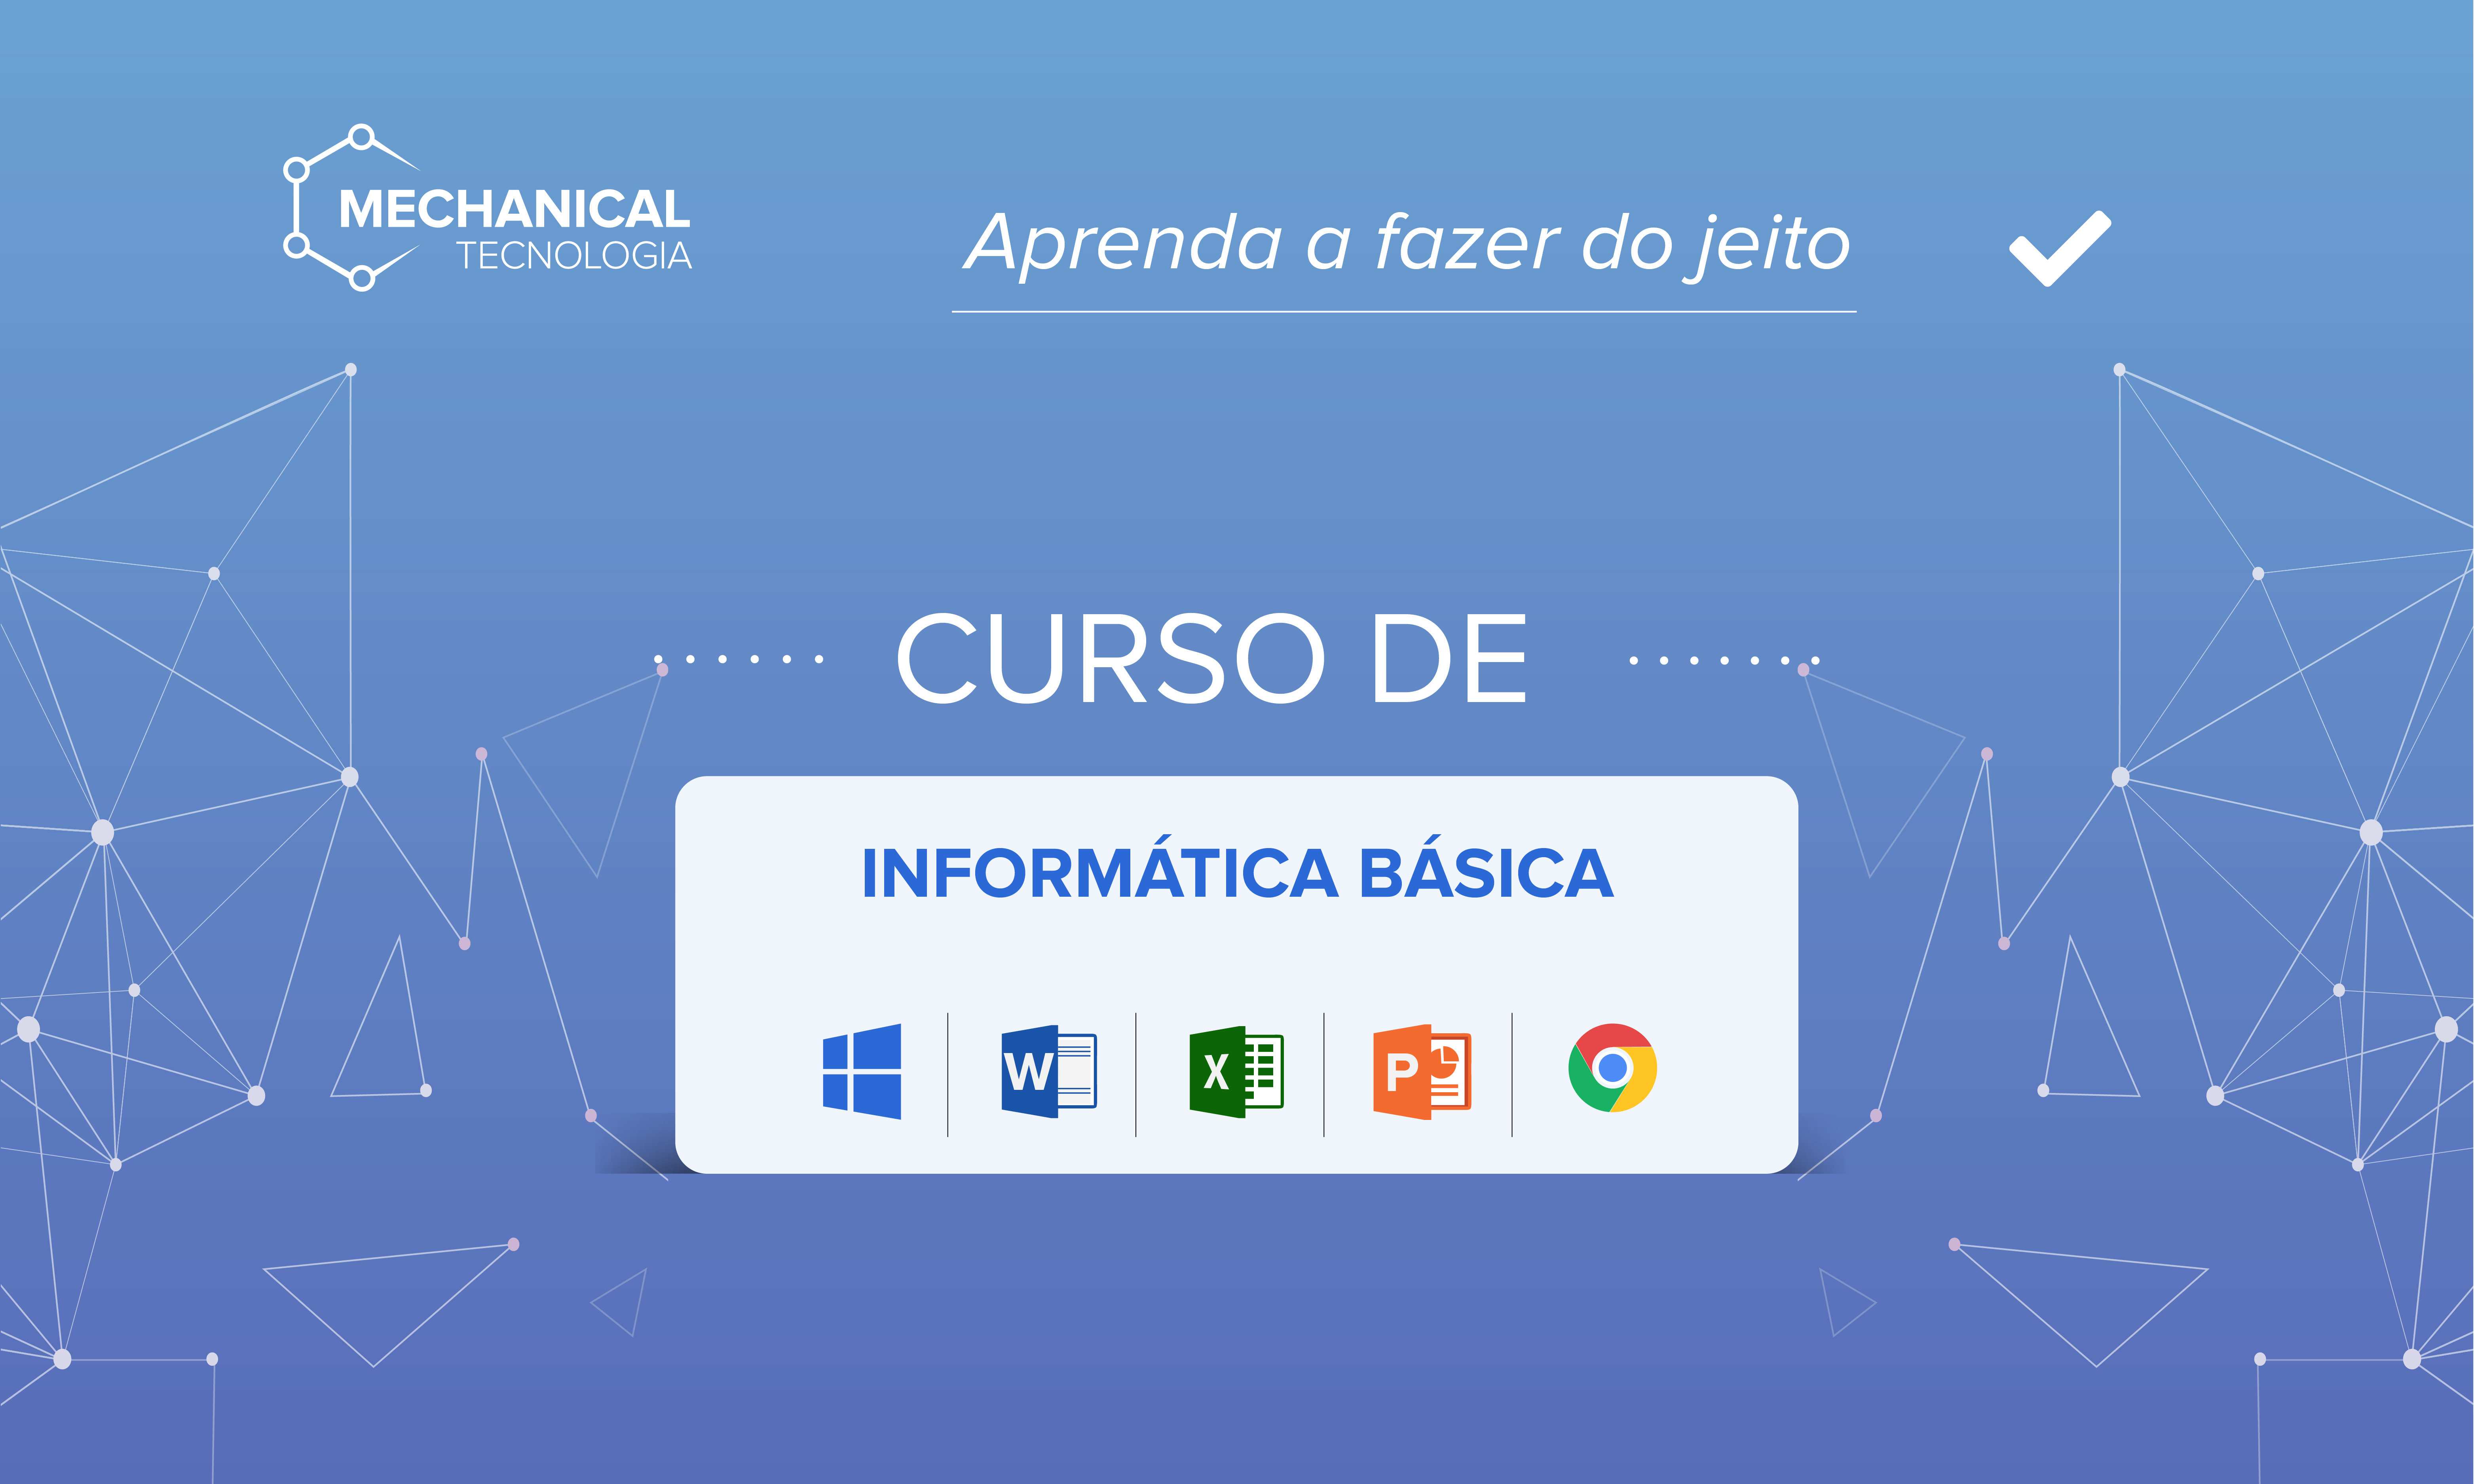 MECHANICAL
TECNOLOGIA
Aprenda a fazer do jeito
CURSO DE
INFORMÁTICA BÁSICA
W
X
P